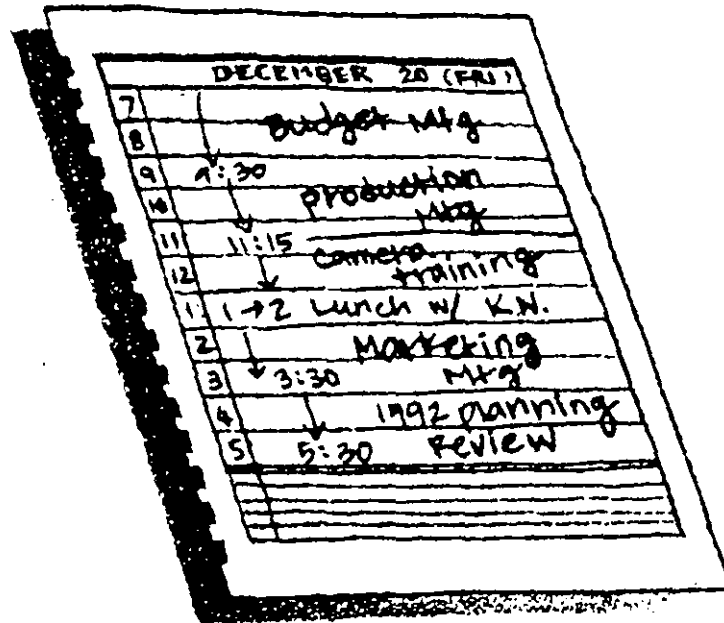 DECEMBER 20 (FRI)
7
Budget Mtg
8
9 9:30
production
10
Mtg
11 11:15
camera
12 training
1 1→2 Lunch w/ K.N.
2 Marketing
3 3:30 Mtg
4 1992 planning
5 5:30 Review